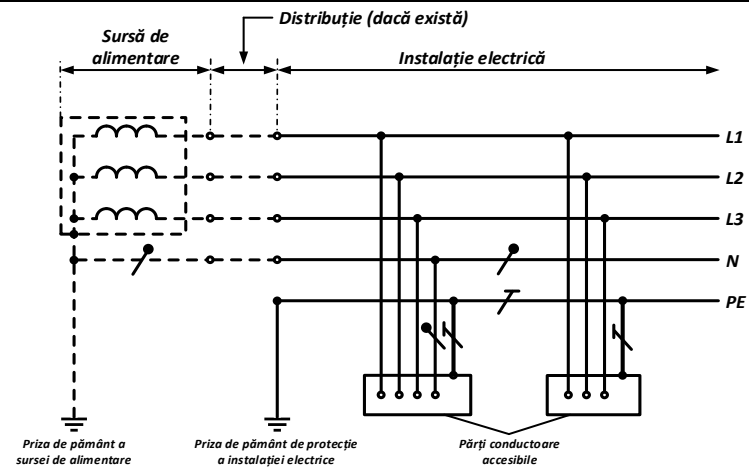 Distribuție (dacă există)
Sursă de
alimentare
Instalație electrică
L1
L2
L3
N
PE
Priza de pământ a
sursei de alimentare
Priza de pământ de protecție
a instalației electrice
Părți conductoare
accesibile